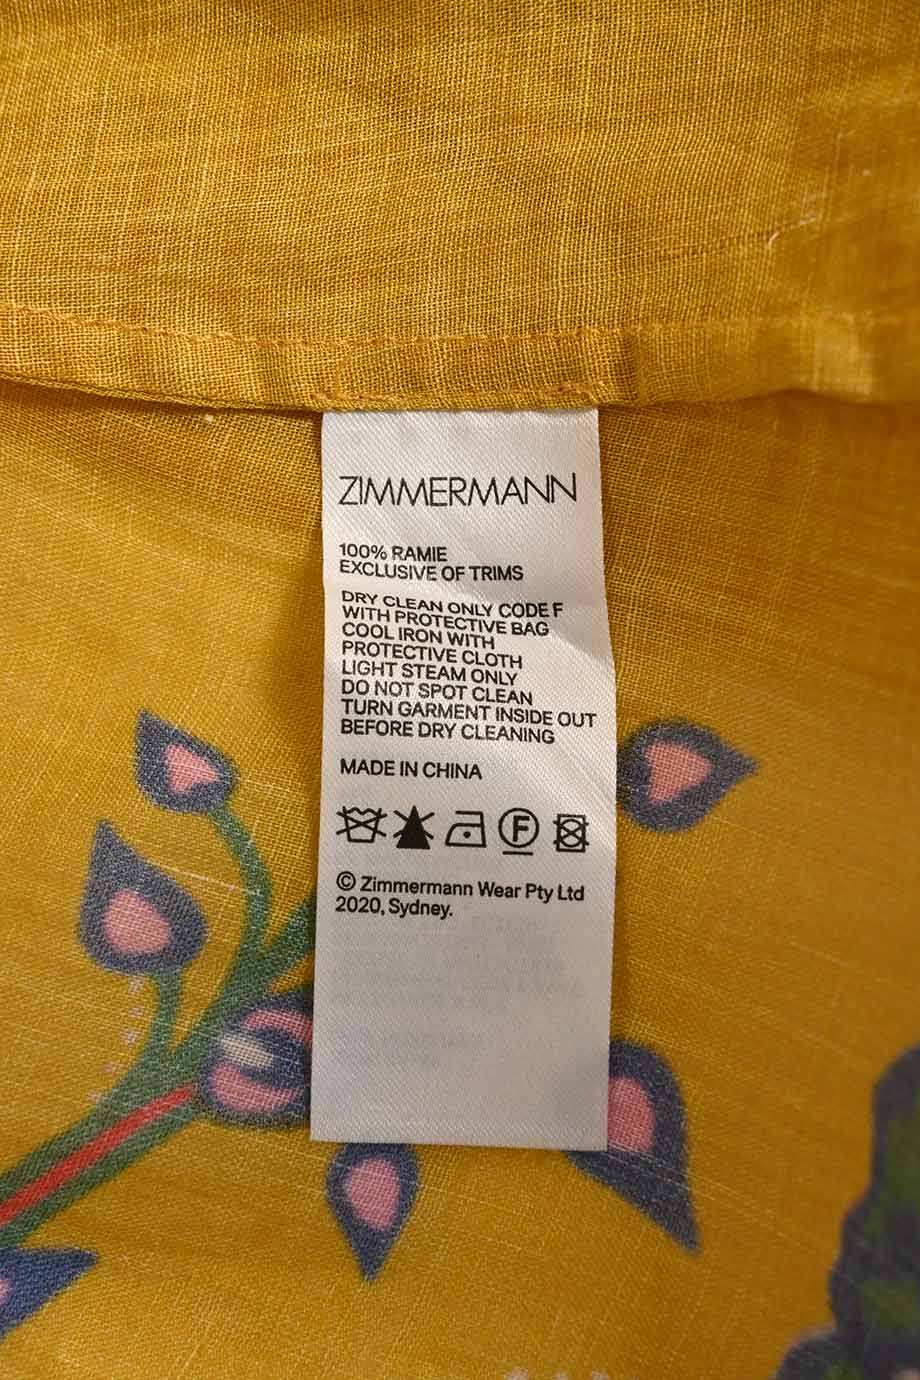 ZIMMERMANN
100% RAMIE
EXCLUSIVE OF TRIMS
DRY CLEAN ONLY CODE F
WITH PROTECTIVE BAG
COOL IRON WITH
PROTECTIVE CLOTH
LIGHT STEAM ONLY
DO NOT SPOT CLEAN
TURN GARMENT INSIDE OUT
BEFORE DRY CLEANING
MADE IN CHINA
F
© Zimmermann Wear Pty Ltd
2020, Sydney.